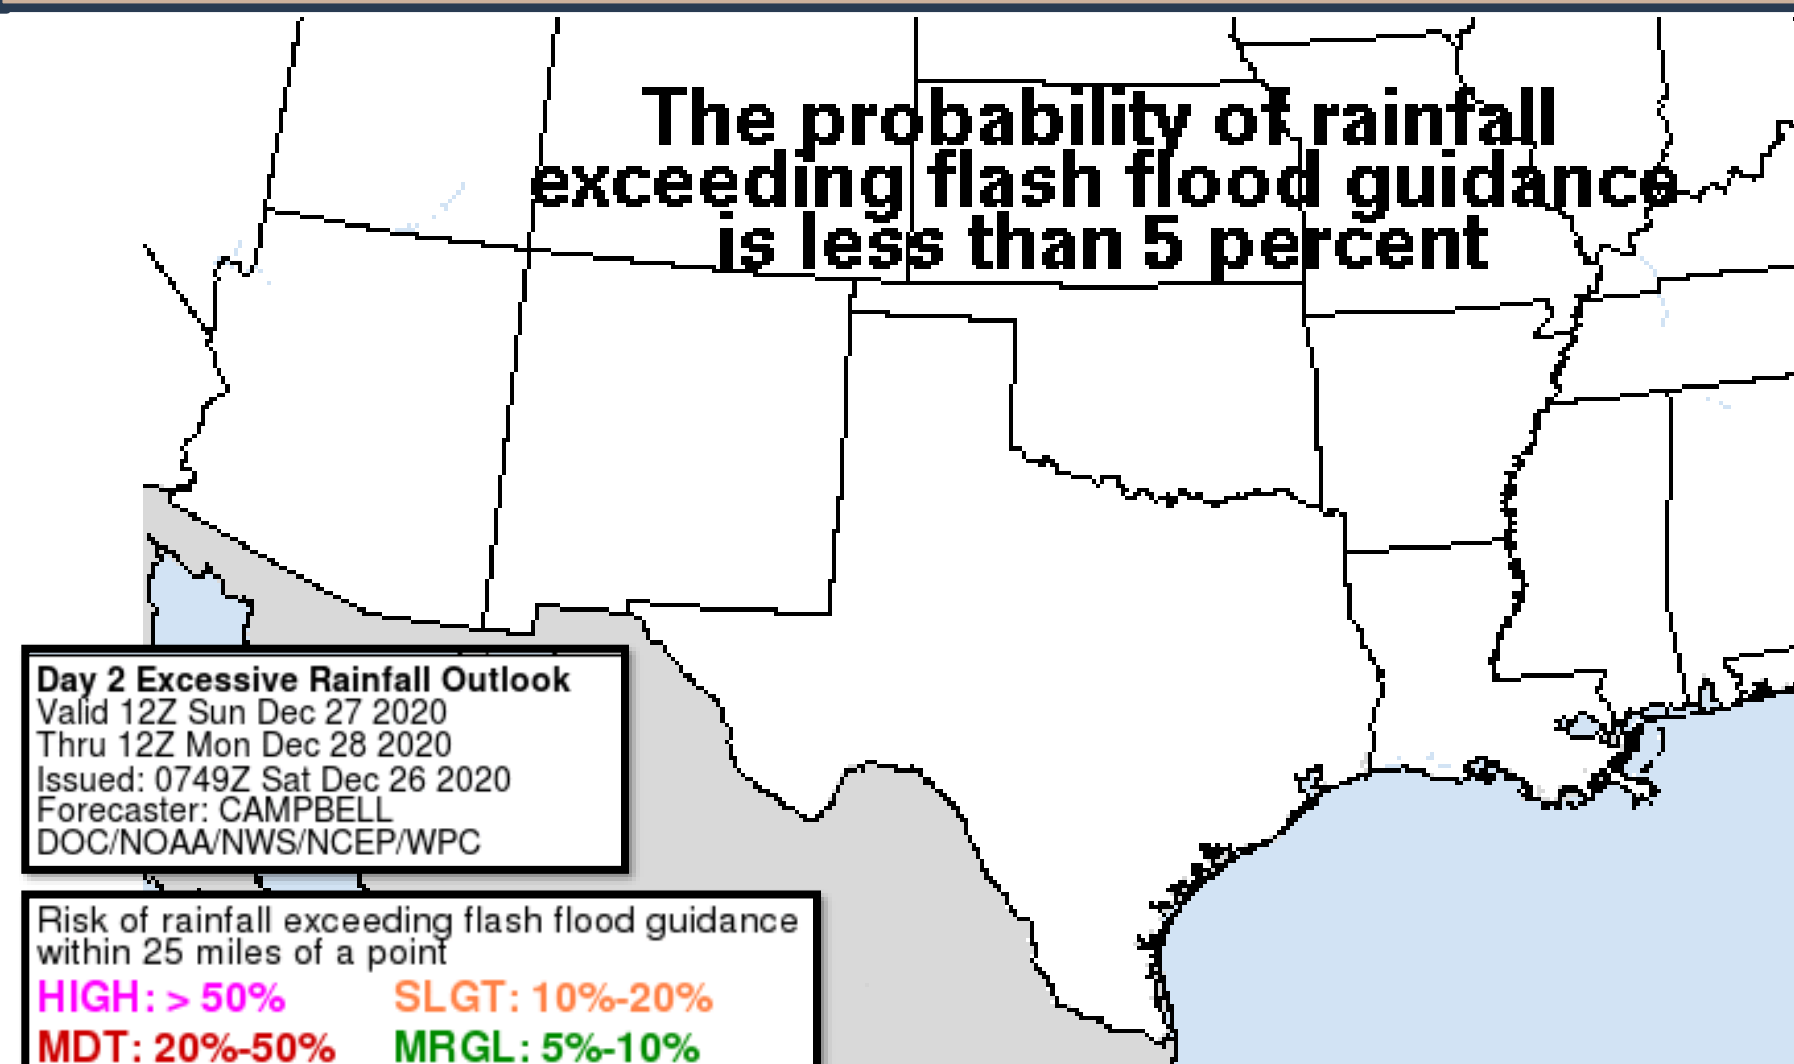 The probability of rainfall
exceeding flash flood guidance
is less than 5 percent
Day 2 Excessive Rainfall Outlook
Valid 12Z Sun Dec 27 2020
Thru 12Z Mon Dec 28 2020
Issued: 0749Z Sat Dec 26 2020
Forecaster: CAMPBELL
DOC/NOAA/NWS/NCEP/WPC
Risk of rainfall exceeding flash flood guidance
within 25 miles of a point
HIGH: > 50% SLGT: 10%-20%
MDT: 20%-50% MRGL: 5%-10%